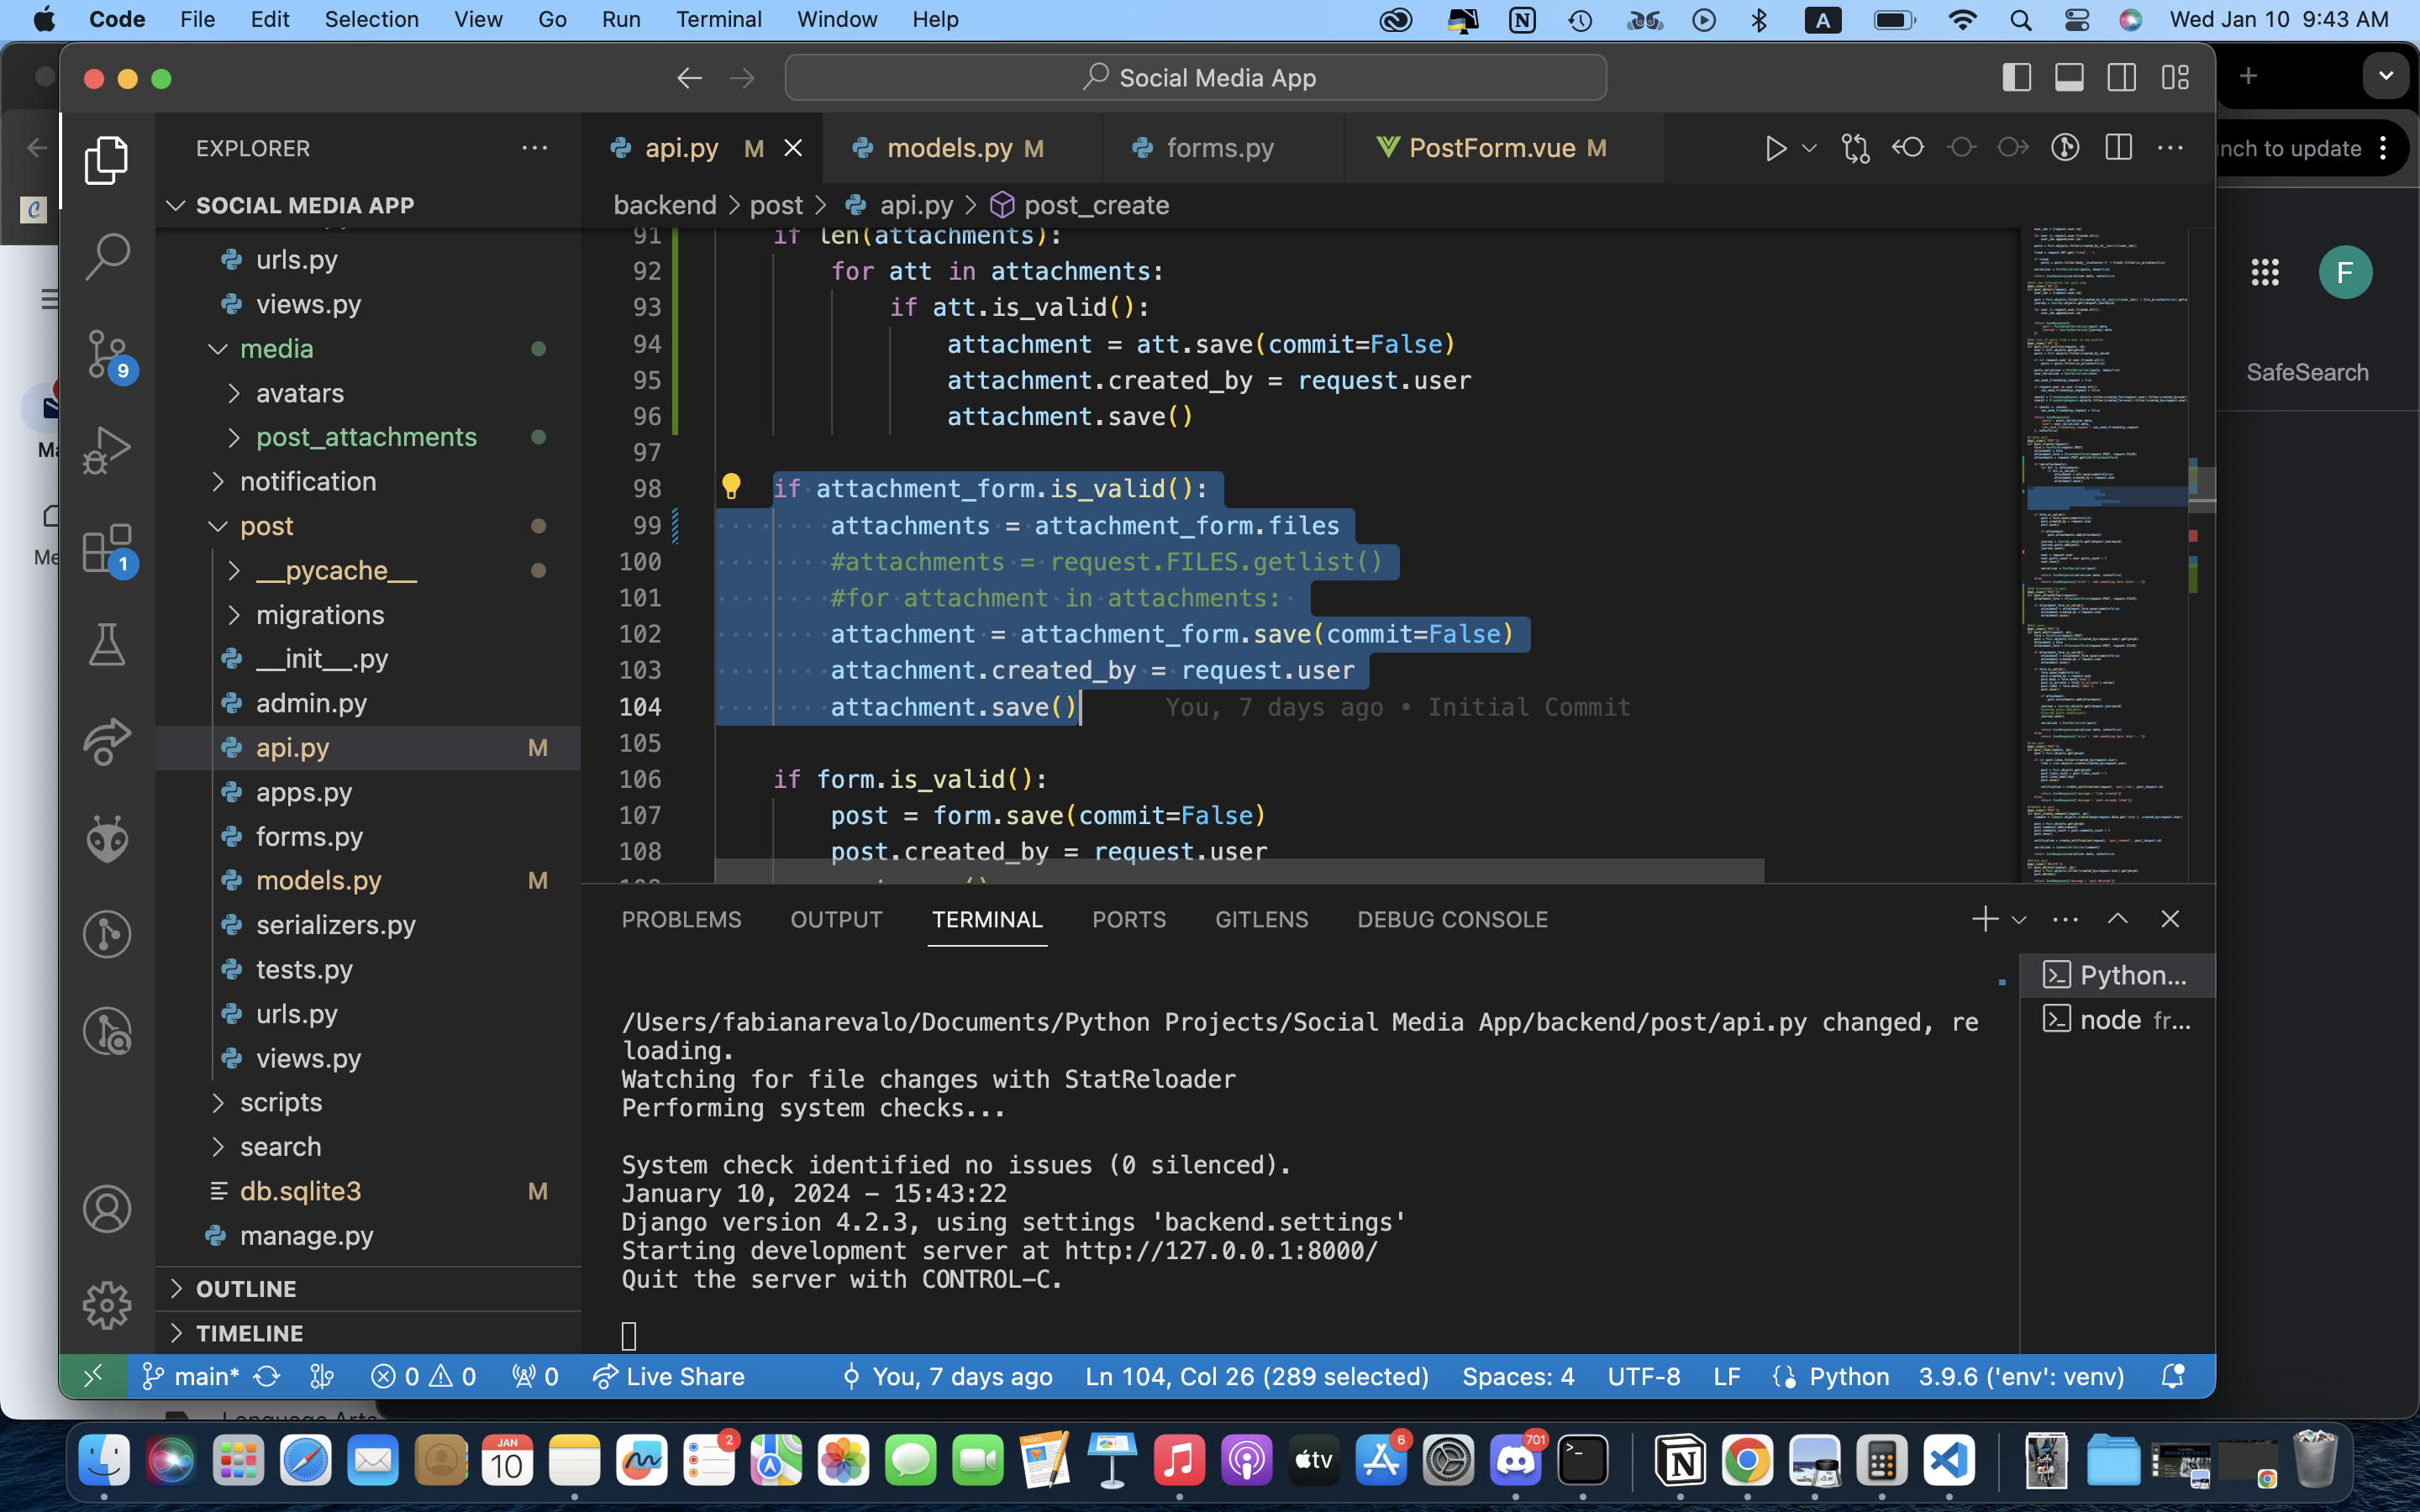 Code File Edit Selection View Go Run Terminal Window Help A Wed Jan 10 9:43 AM
Social Media App
EXPLORER
SOCIAL MEDIA APP
urls.py
views.py
media
avatars
post_attachments
notification
post
__pycache__
migrations
__init__.py
admin.py
api.py M
apps.py
forms.py
models.py M
serializers.py
tests.py
urls.py
views.py
scripts
search
db.sqlite3 M
manage.py
OUTLINE
TIMELINE
9
1
api.py M models.py M forms.py PostForm.vue M
backend > post > api.py > post_create
91 if len(attachments):
92 for att in attachments:
93 if att.is_valid():
94 attachment = att.save(commit=False)
95 attachment.created_by = request.user
96 attachment.save()
97
98 if attachment_form.is_valid():
99 attachments = attachment_form.files
100 #attachments = request.FILES.getlist()
101 #for attachment in attachments:
102 attachment = attachment_form.save(commit=False)
103 attachment.created_by = request.user
104 attachment.save() You, 7 days ago • Initial Commit
105
106 if form.is_valid():
107 post = form.save(commit=False)
108 post.created_by = request.user
PROBLEMS OUTPUT TERMINAL PORTS GITLENS DEBUG CONSOLE
/Users/fabianarevalo/Documents/Python Projects/Social Media App/backend/post/api.py changed, re
loading.
Watching for file changes with StatReloader
Performing system checks...
System check identified no issues (0 silenced).
January 10, 2024 - 15:43:22
Django version 4.2.3, using settings 'backend.settings'
Starting development server at http://127.0.0.1:8000/
Quit the server with CONTROL-C.
Python...
node fr...
main* 0 0 0 Live Share You, 7 days ago Ln 104, Col 26 (289 selected) Spaces: 4 UTF-8 LF Python 3.9.6 ('env': venv)
nch to update
F
SafeSearch
Language Arts
JAN
10
2
tv
6
701